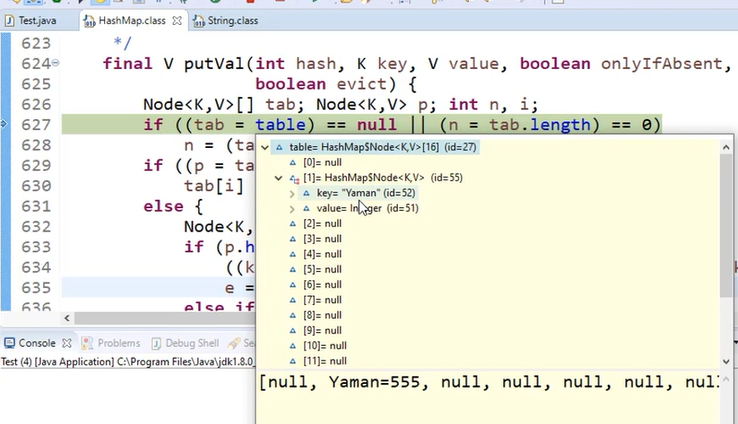 Test.java HashMap.class String.class
623 */
624 final V putVal(int hash, K key, V value, boolean onlyIfAbsent,
625 boolean evict) {
626 Node<K,V>[] tab; Node<K,V> p; int n, i;
627 if ((tab = table) == null || (n = tab.length) == 0)
628 n = (ta
629 if ((p = ta
630 tab[i]
631 else {
632 Node<K,
633 if (p.h
634 ((k
635 e =
636 else if
table= HashMap$Node<K,V>[16] (id=27)
[0]= null
[1]= HashMap$Node<K,V> (id=55)
key= "Yaman" (id=52)
value= Integer (id=51)
[2]= null
[3]= null
[4]= null
[5]= null
[6]= null
[7]= null
[8]= null
[9]= null
[10]= null
[11]= null
[null, Yaman=555, null, null, null, null, nul
Console Problems Debug Shell Sea
Test (4) [Java Application] C:\Program Files\Java\jdk1.8.0_